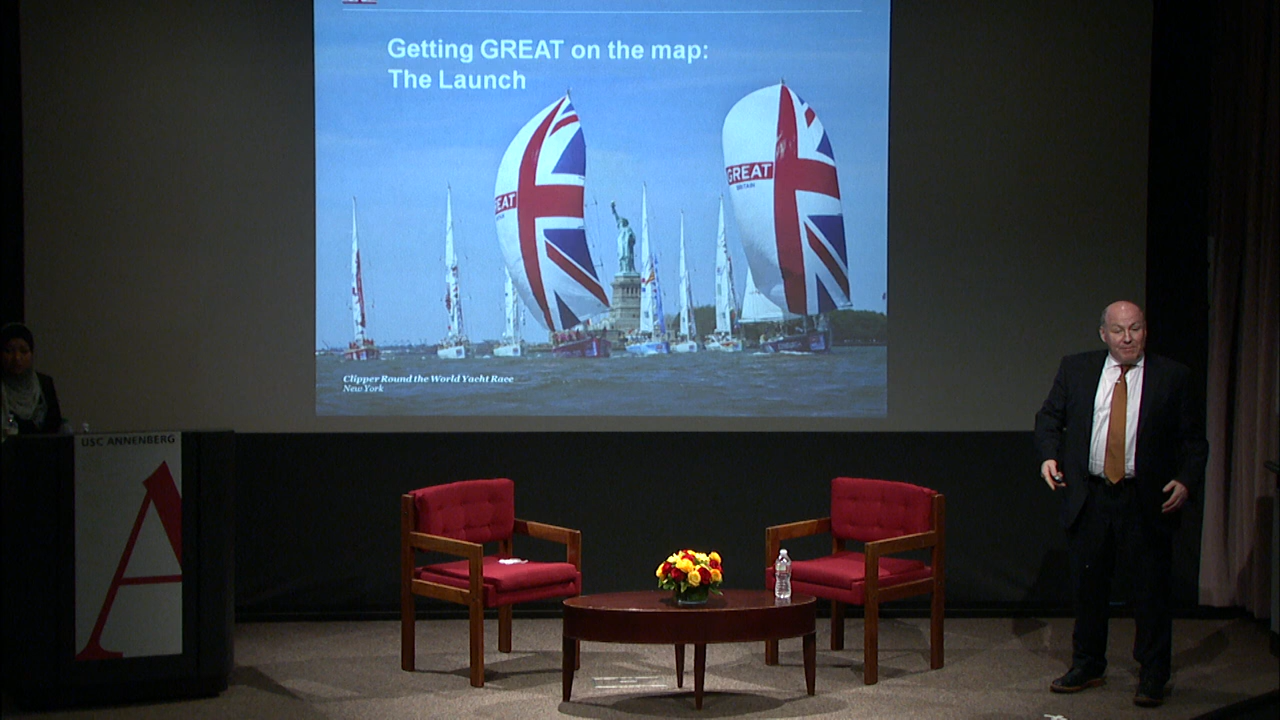 Getting GREAT on the map:
The Launch
GREAT
BRITAIN
EAT
Clipper Round the World Yacht Race
New York
USC ANNENBERG
A